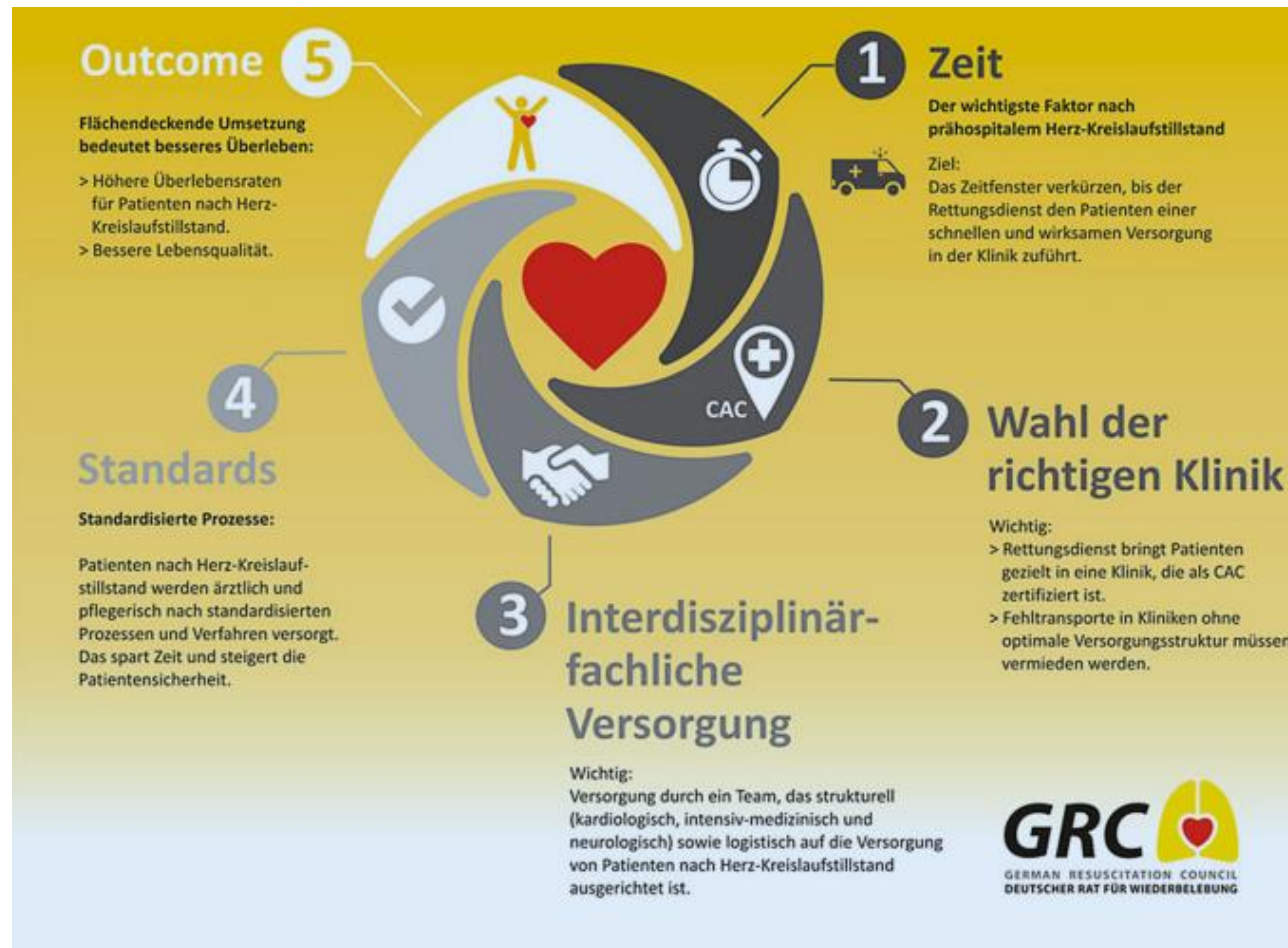 Outcome 5
Flächendeckende Umsetzung
bedeutet besseres Überleben:
> Höhere Überlebensraten
für Patienten nach Herz-
Kreislaufstillstand.
> Bessere Lebensqualität.
1 Zeit
Der wichtigste Faktor nach
prähospitalem Herz-Kreislaufstillstand
Ziel:
Das Zeitfenster verkürzen, bis der
Rettungsdienst den Patienten einer
schnellen und wirksamen Versorgung
in der Klinik zuführt.
CAC
2 Wahl der
richtigen Klinik
Wichtig:
> Rettungsdienst bringt Patienten
gezielt in eine Klinik, die als CAC
zertifiziert ist.
> Fehltransporte in Kliniken ohne
optimale Versorgungsstruktur müssen
vermieden werden.
3 Interdisziplinär-
fachliche
Versorgung
Wichtig:
Versorgung durch ein Team, das strukturell
(kardiologisch, intensiv-medizinisch und
neurologisch) sowie logistisch auf die Versorgung
von Patienten nach Herz-Kreislaufstillstand
ausgerichtet ist.
4
Standards
Standardisierte Prozesse:
Patienten nach Herz-Kreislauf-
stillstand werden ärztlich und
pflegerisch nach standardisierten
Prozessen und Verfahren versorgt.
Das spart Zeit und steigert die
Patientensicherheit.
GRC
GERMAN RESUSCITATION COUNCIL
DEUTSCHER RAT FÜR WIEDERBELEBUNG